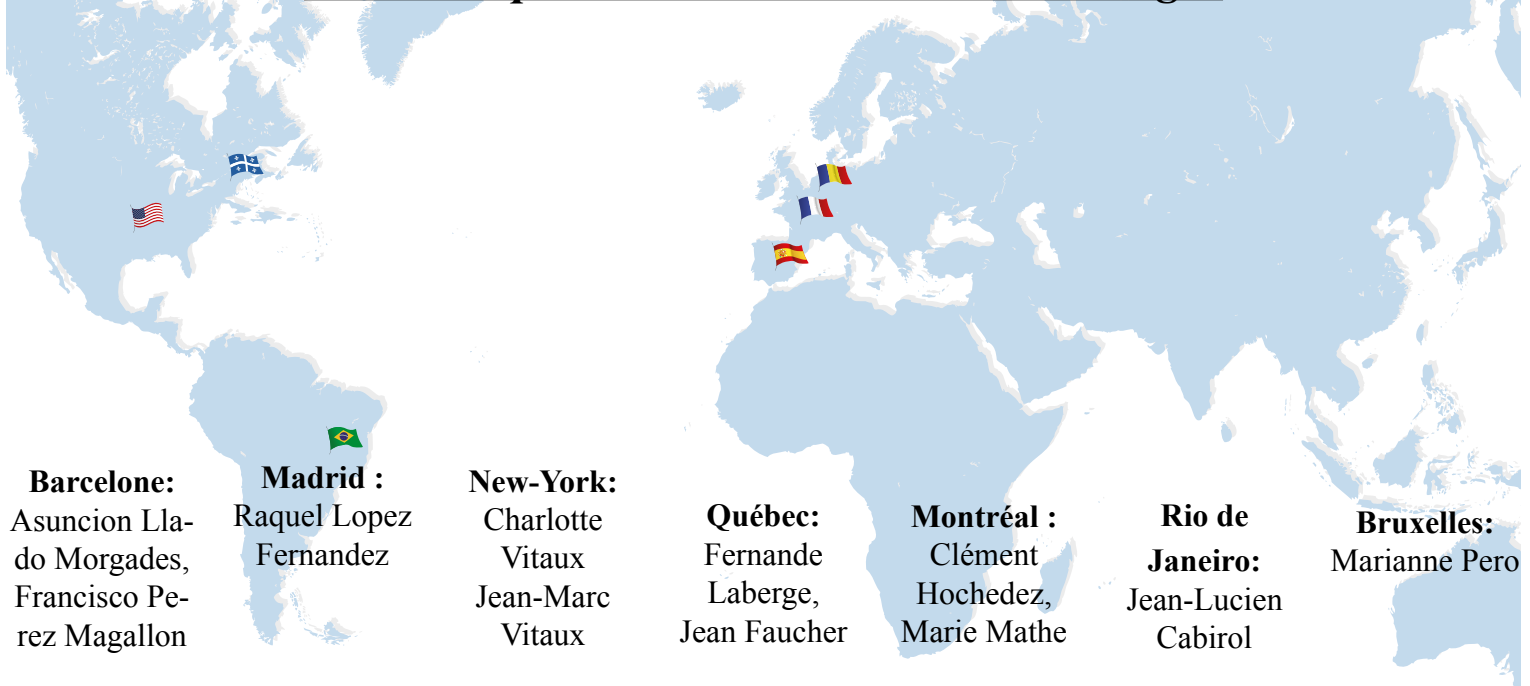 Barcelone:
Asuncion Lla-
do Morgades,
Francisco Pe-
rez Magallon
Madrid :
Raquel Lopez
Fernandez
New-York:
Charlotte
Vitaux
Jean-Marc
Vitaux
Québec:
Fernande
Laberge,
Jean Faucher
Montréal :
Clément
Hochedez,
Marie Mathe
Rio de
Janeiro:
Jean-Lucien
Cabirol
Bruxelles:
Marianne Pero